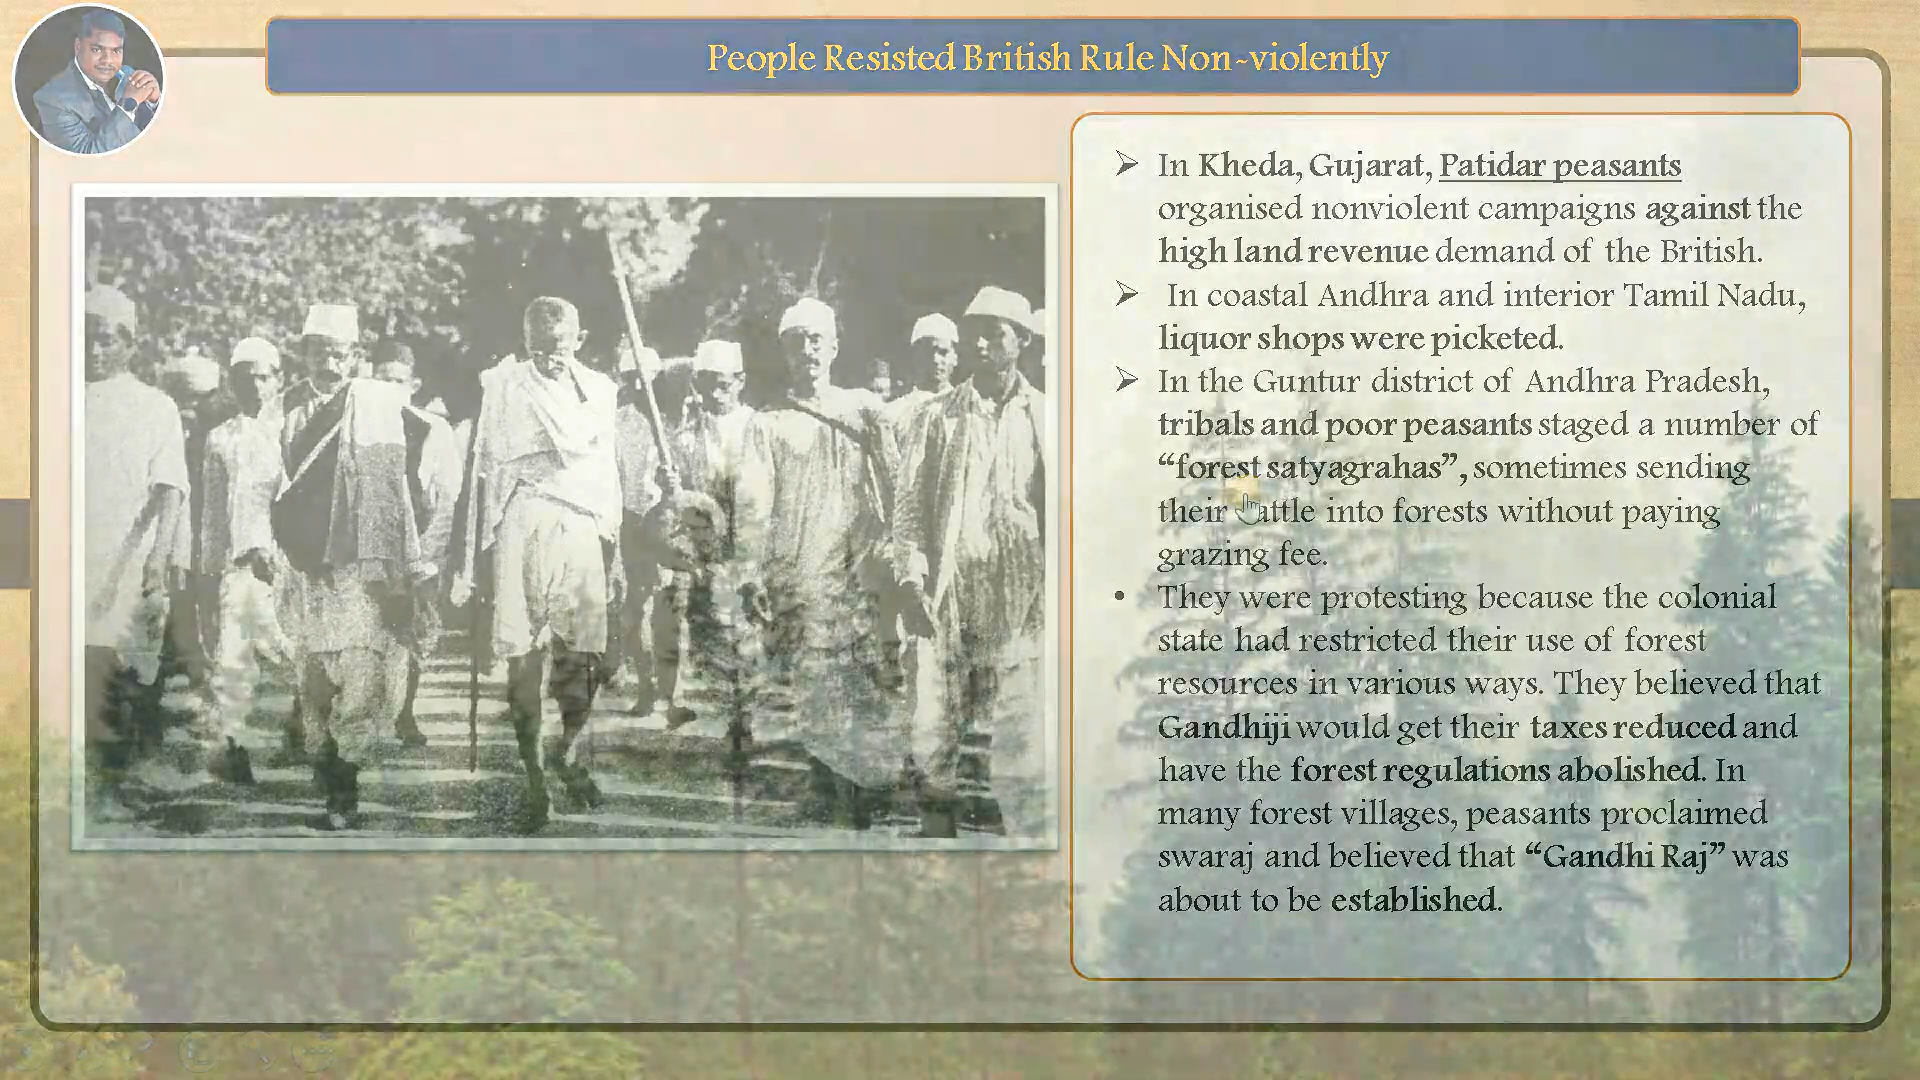 People Resisted British Rule Non-violently
➢ In Kheda, Gujarat, Patidar peasants
organised nonviolent campaigns against the
high land revenue demand of the British.
➢ In coastal Andhra and interior Tamil Nadu,
liquor shops were picketed.
➢ In the Guntur district of Andhra Pradesh,
tribals and poor peasants staged a number of
“forest satyagrahas”, sometimes sending
their cattle into forests without paying
grazing fee.
• They were protesting because the colonial
state had restricted their use of forest
resources in various ways. They believed that
Gandhiji would get their taxes reduced and
have the forest regulations abolished. In
many forest villages, peasants proclaimed
swaraj and believed that “Gandhi Raj” was
about to be established.